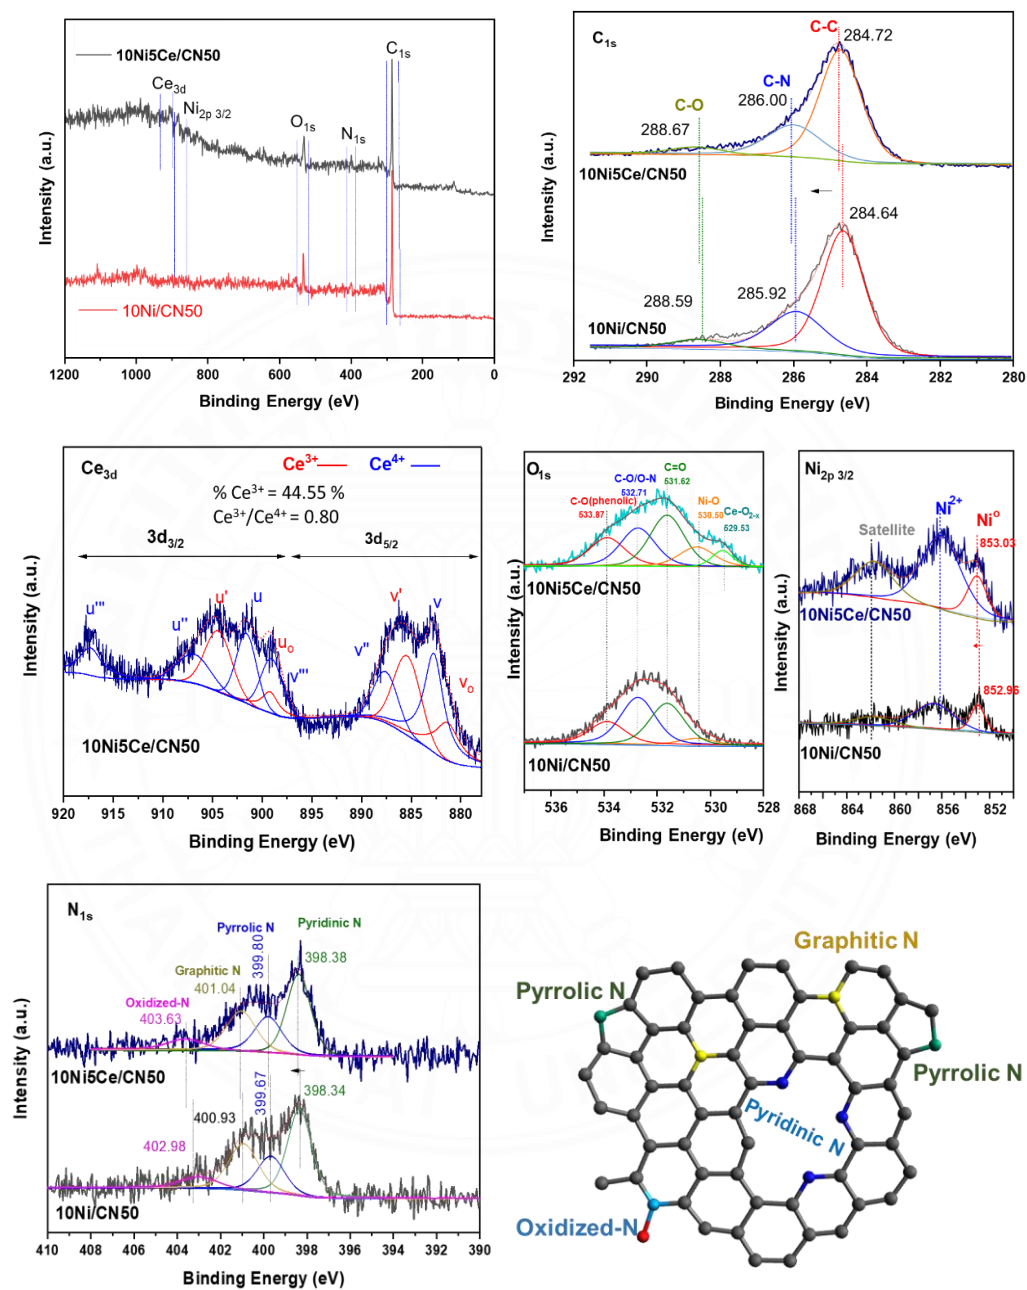 10Ni5Ce/CN50
C1s
Ce3d
Ni2p 3/2
O1s
N1s
10Ni/CN50
Intensity (a.u.)
1200 1000 800 600 400 200 0
Binding Energy (eV)
C1s
C-C
284.72
C-N
286.00
C-O
288.67
10Ni5Ce/CN50
284.64
285.92
288.59
10Ni/CN50
Intensity (a.u.)
292 290 288 286 284 282 280
Binding Energy (eV)
Ce3d
Ce3+ Ce4+
% Ce3+ = 44.55 %
Ce3+/Ce4+ = 0.80
3d3/2 3d5/2
u''' u'' u' u uo v''' v'' v' v vo
10Ni5Ce/CN50
Intensity (a.u.)
920 915 910 905 900 895 890 885 880
Binding Energy (eV)
O1s
C=O
531.62
C-O/O-N
532.71
C-O(phenolic)
533.87
Ni-O
530.50
Ce-O2-x
529.53
10Ni5Ce/CN50
10Ni/CN50
Intensity (a.u.)
536 534 532 530 528
Binding Energy (eV)
Ni2p 3/2
Ni2+
Satellite
Nio
853.03
10Ni5Ce/CN50
852.96
10Ni/CN50
Intensity (a.u.)
868 864 860 856 852 850
Binding Energy (eV)
N1s
Pyrrolic N
399.80
Pyridinic N
398.38
Graphitic N
401.04
Oxidized-N
403.63
10Ni5Ce/CN50
399.67
398.34
400.93
402.98
10Ni/CN50
Intensity (a.u.)
410 408 406 404 402 400 398 396 394 392 390
Binding Energy (eV)
Graphitic N
Pyrrolic N
Pyrrolic N
Pyridinic N
Oxidized-N